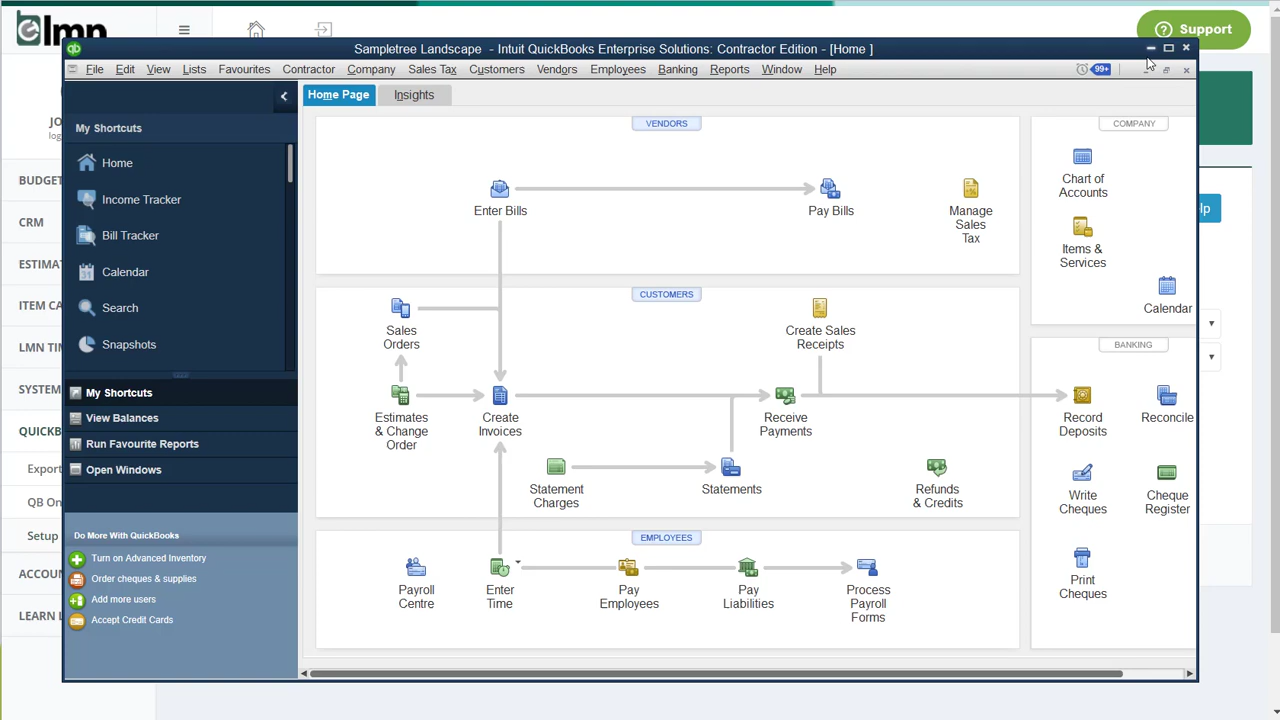 lmn
Support
Sampletree Landscape - Intuit QuickBooks Enterprise Solutions: Contractor Edition - [Home ]
File Edit View Lists Favourites Contractor Company Sales Tax Customers Vendors Employees Banking Reports Window Help
99+
Home Page
Insights
My Shortcuts
Home
Income Tracker
Bill Tracker
31
Calendar
Search
Snapshots
My Shortcuts
View Balances
Run Favourite Reports
Open Windows
Do More With QuickBooks
Turn on Advanced Inventory
Order cheques & supplies
Add more users
Accept Credit Cards
VENDORS
Enter Bills
Pay Bills
Manage
Sales
Tax
CUSTOMERS
Sales
Orders
Create Sales
Receipts
Estimates
& Change
Order
Create
Invoices
Receive
Payments
Statement
Charges
Statements
Refunds
& Credits
EMPLOYEES
Payroll
Centre
Enter
Time
Pay
Employees
Pay
Liabilities
Process
Payroll
Forms
COMPANY
Chart of
Accounts
Items &
Services
Calendar
BANKING
Record
Deposits
Reconcile
Write
Cheques
Cheque
Register
Print
Cheques
JO
log
BUDGET
CRM
ESTIMAT
ITEM CA
LMN TIM
SYSTEM
QUICKB
Export
QB On
Setup
ACCOU
LEARN L
lp